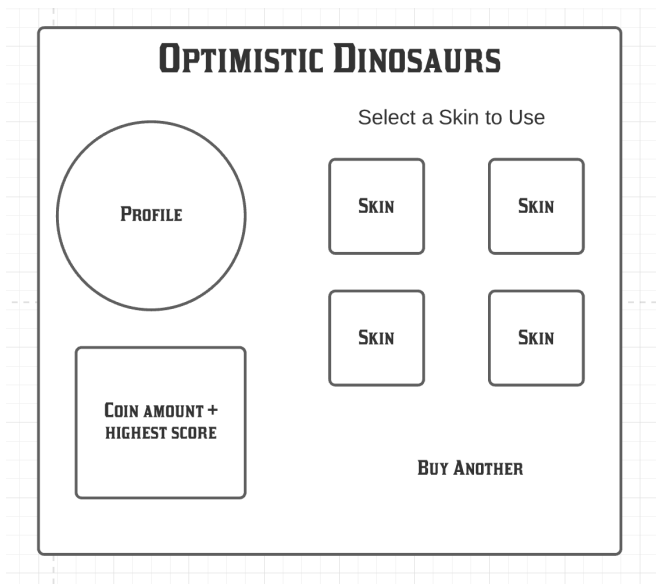 Optimistic Dinosaurs
Select a Skin to Use
Profile
Skin
Skin
Skin
Skin
Coin amount +
highest score
Buy Another